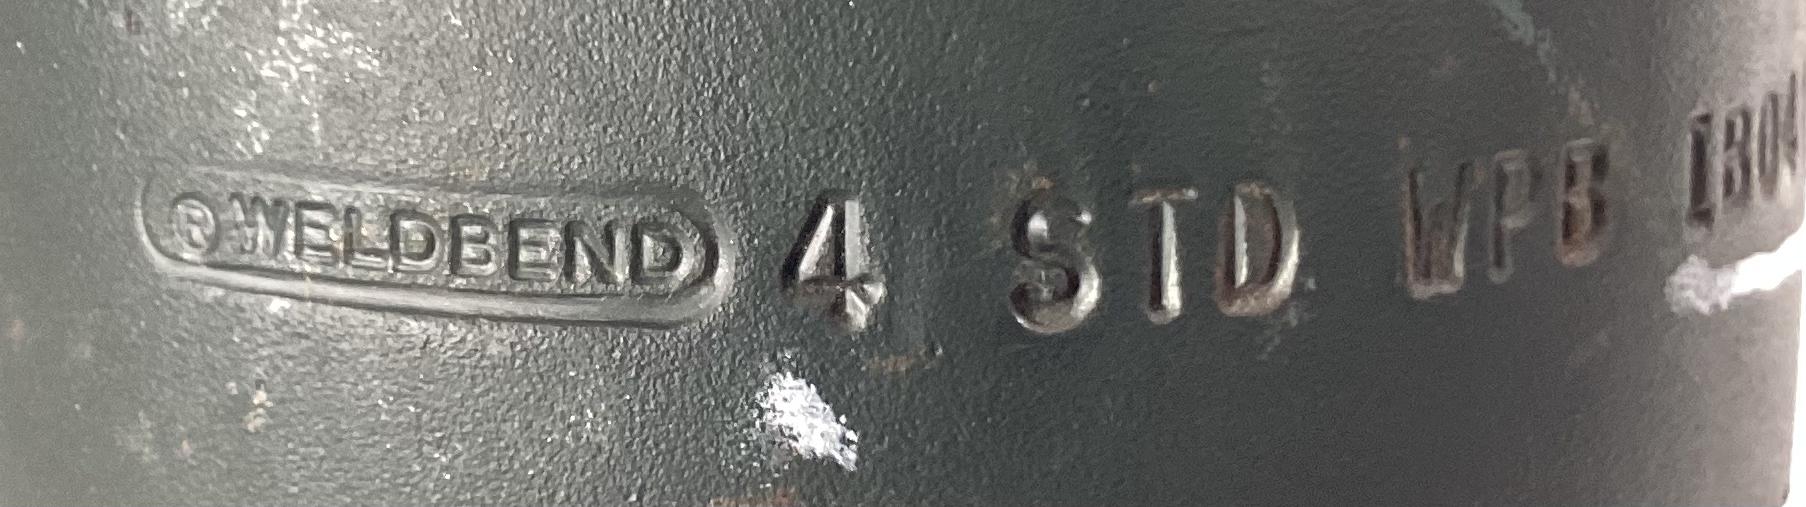 ® WELDBEND 4 STD WPB